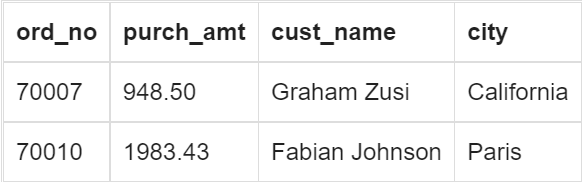 ord_no purch_amt cust_name city
70007 948.50 Graham Zusi California
70010 1983.43 Fabian Johnson Paris